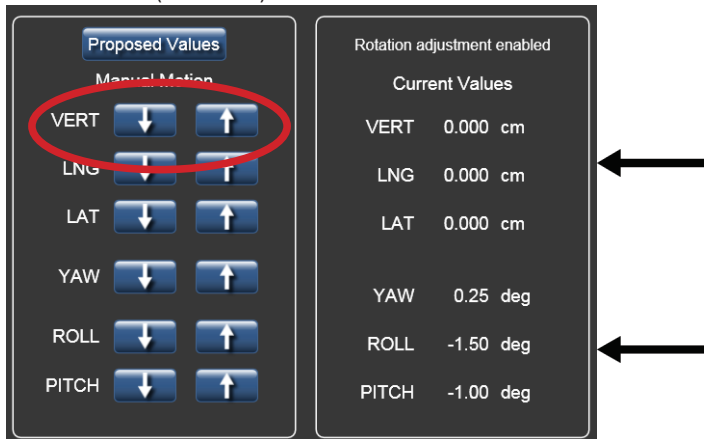 Proposed Values
Manual Motion
VERT
LNG
LAT
YAW
ROLL
PITCH
Rotation adjustment enabled
Current Values
VERT 0.000 cm
LNG 0.000 cm
LAT 0.000 cm
YAW 0.25 deg
ROLL -1.50 deg
PITCH -1.00 deg